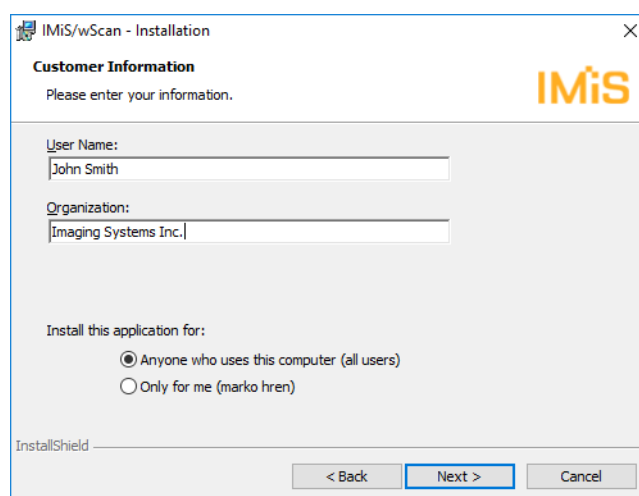 IMiS/wScan - Installation
Customer Information
Please enter your information.
IMiS
User Name:
John Smith
Organization:
Imaging Systems Inc.
Install this application for:
Anyone who uses this computer (all users)
Only for me (marko hren)
InstallShield
< Back
Next >
Cancel